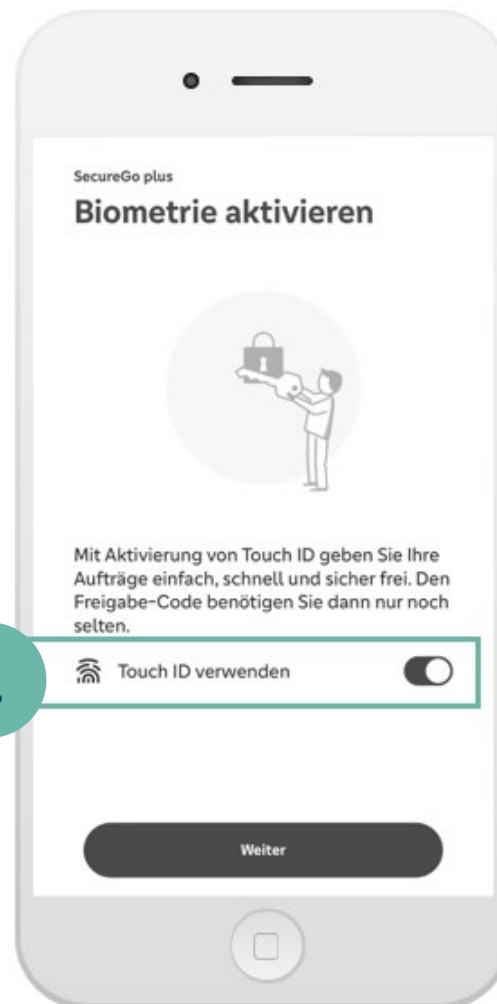 SecureGo plus
Biometrie aktivieren
Mit Aktivierung von Touch ID geben Sie Ihre
Aufträge einfach, schnell und sicher frei. Den
Freigabe-Code benötigen Sie dann nur noch
selten.
Touch ID verwenden
Weiter